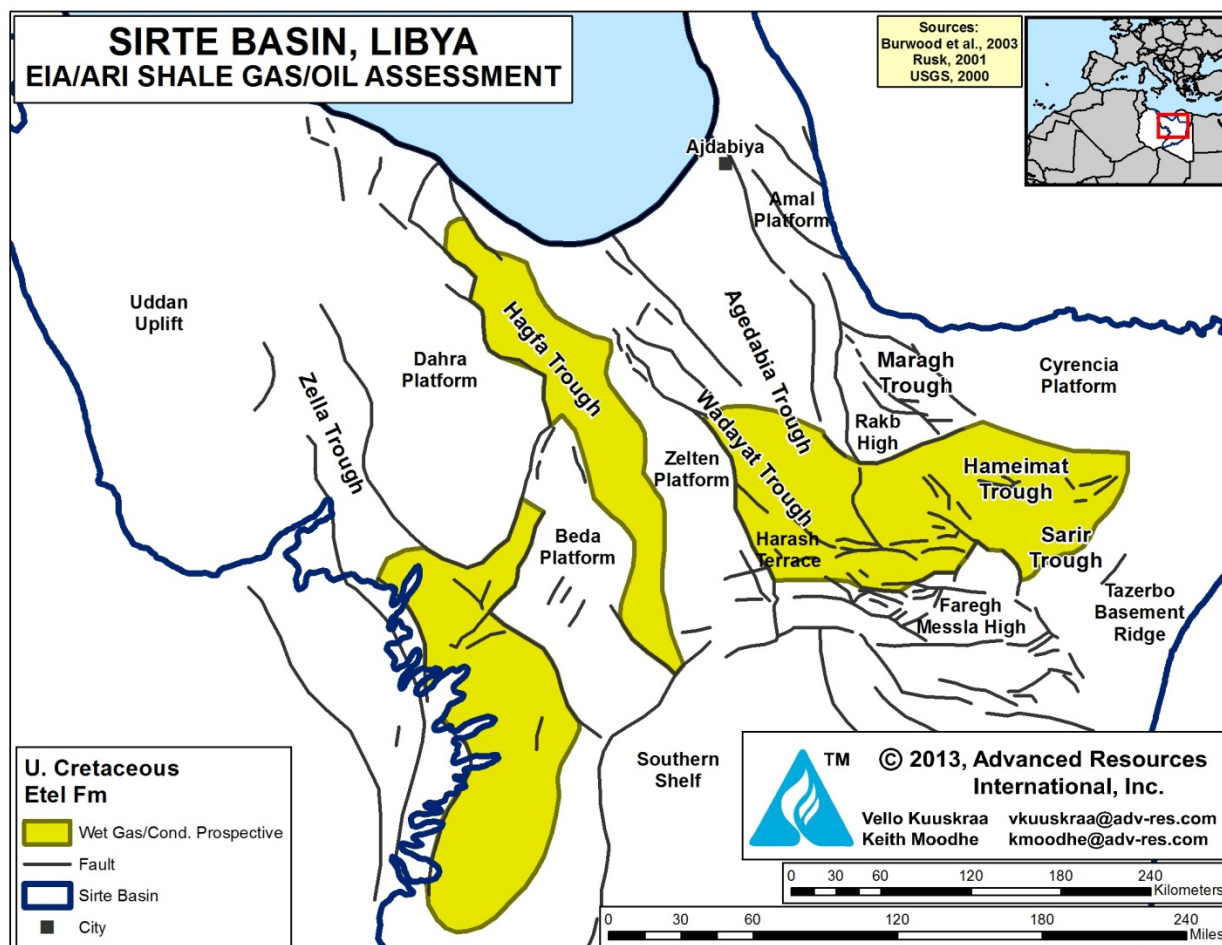 SIRTE BASIN, LIBYA
EIA/ARI SHALE GAS/OIL ASSESSMENT
Sources:
Burwood et al., 2003
Rusk, 2001
USGS, 2000
Ajdabiya
Amal
Platform
Uddan
Uplift
Dahra
Platform
Hagfa Trough
Zella Trough
Agedabia Trough
Maragh
Trough
Cyrencia
Platform
Wadayat Trough
Rakb
High
Zelten
Platform
Hameimat
Trough
Beda
Platform
Harash
Terrace
Sarir
Trough
Faregh
Messla High
Tazerbo
Basement
Ridge
Southern
Shelf
U. Cretaceous
Etel Fm
Wet Gas/Cond. Prospective
Fault
Sirte Basin
City
TM
© 2013, Advanced Resources
International, Inc.
Vello Kuuskraa vkuuskraa@adv-res.com
Keith Moodhe kmoodhe@adv-res.com
0 30 60 120 180 240
Kilometers
0 30 60 120 180 240
Miles